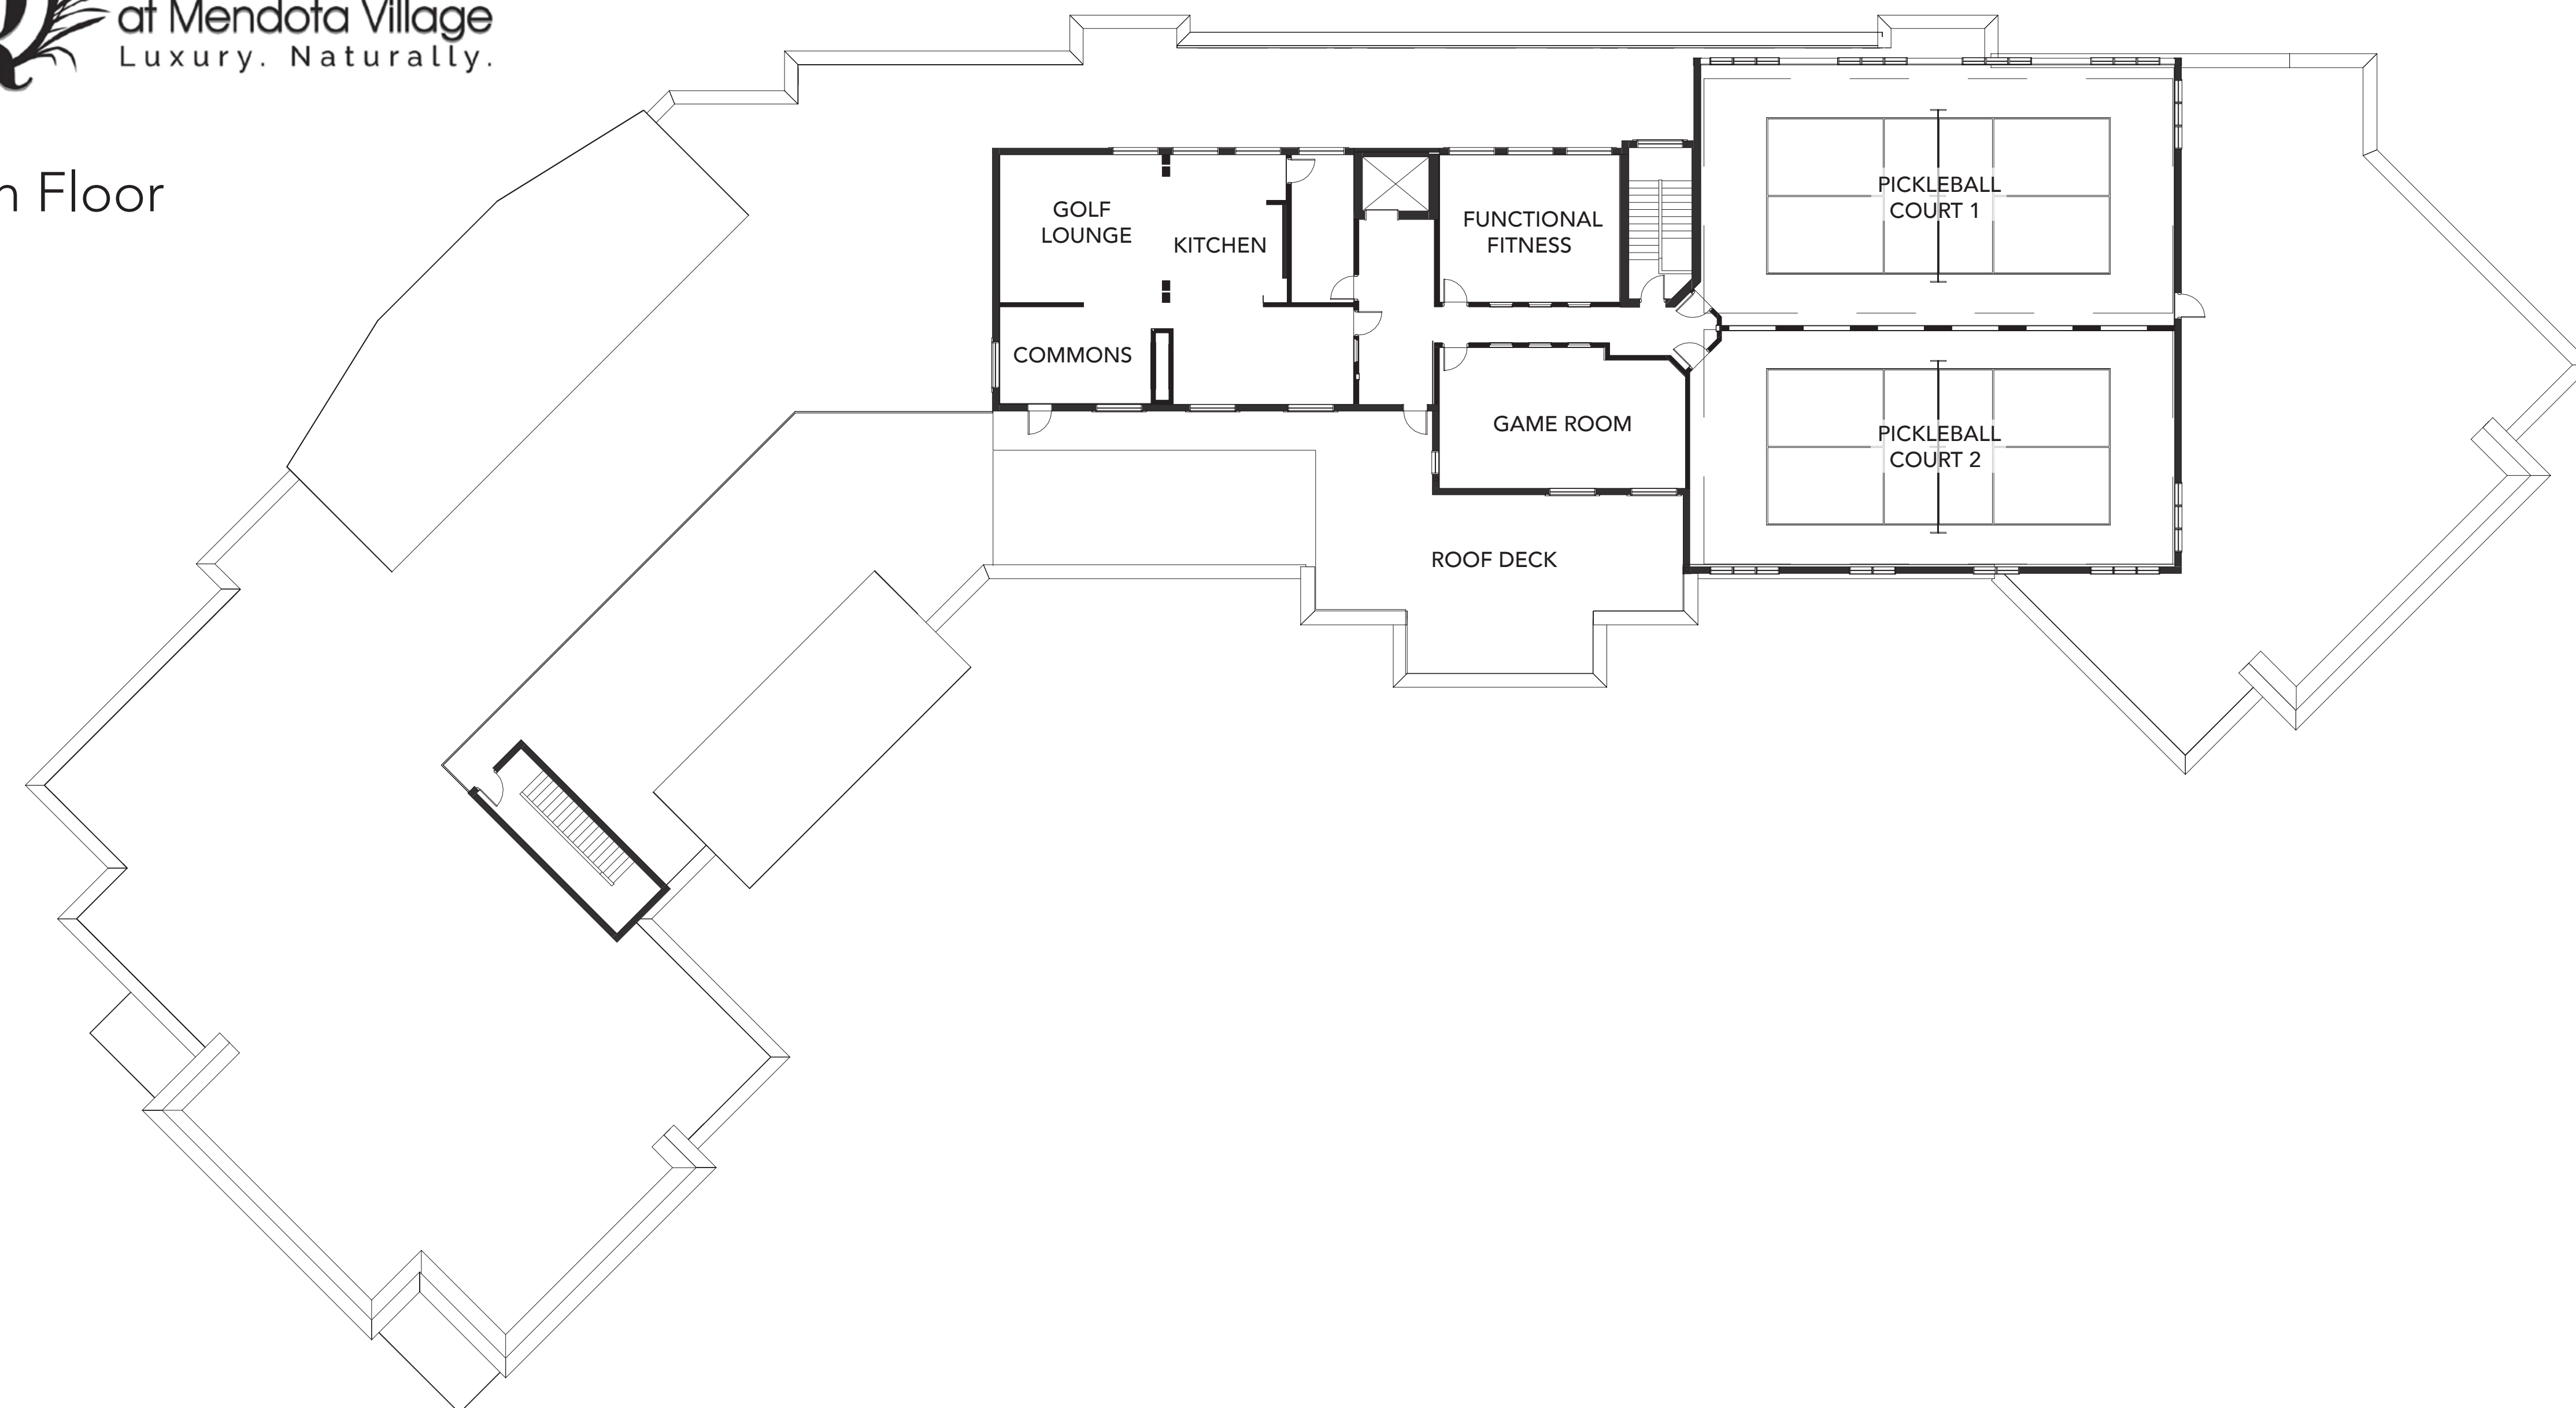 at Mendota Village
Luxury. Naturally.
n Floor
GOLF
LOUNGE
KITCHEN
COMMONS
FUNCTIONAL
FITNESS
GAME ROOM
ROOF DECK
PICKLEBALL
COURT 1
PICKLEBALL
COURT 2